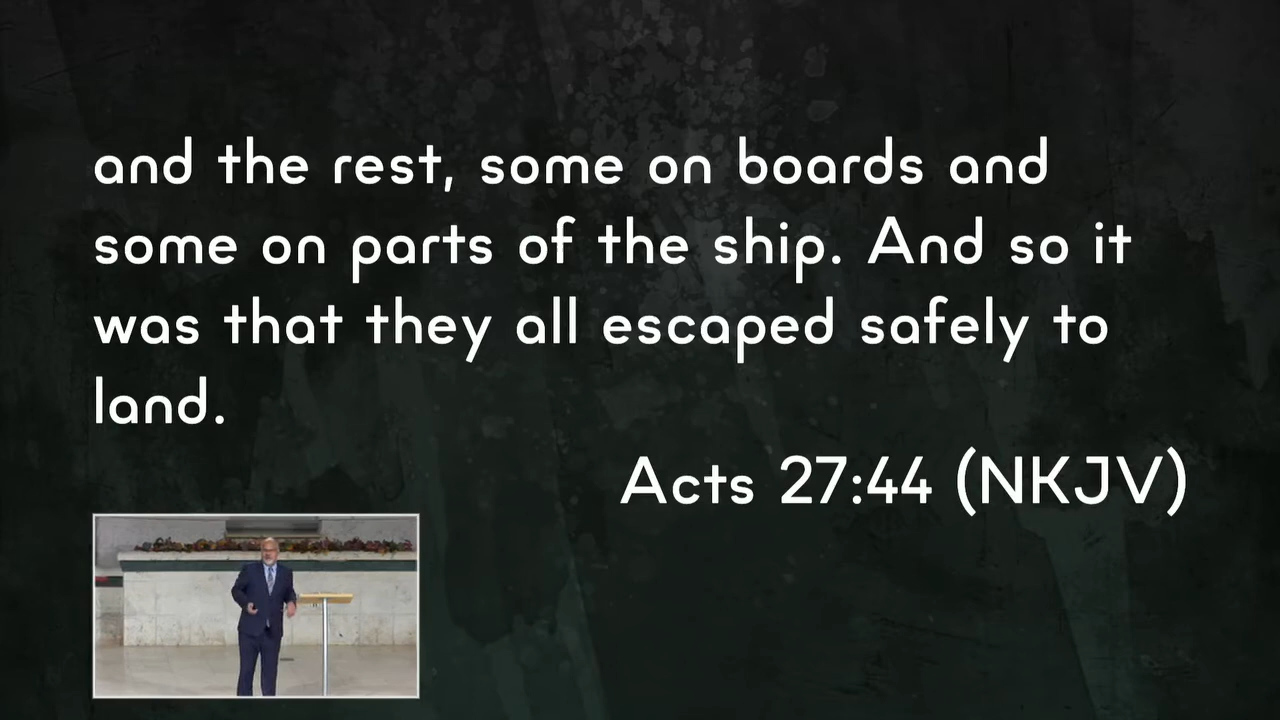 and the rest, some on boards and
some on parts of the ship. And so it
was that they all escaped safely to
land.
Acts 27:44 (NKJV)